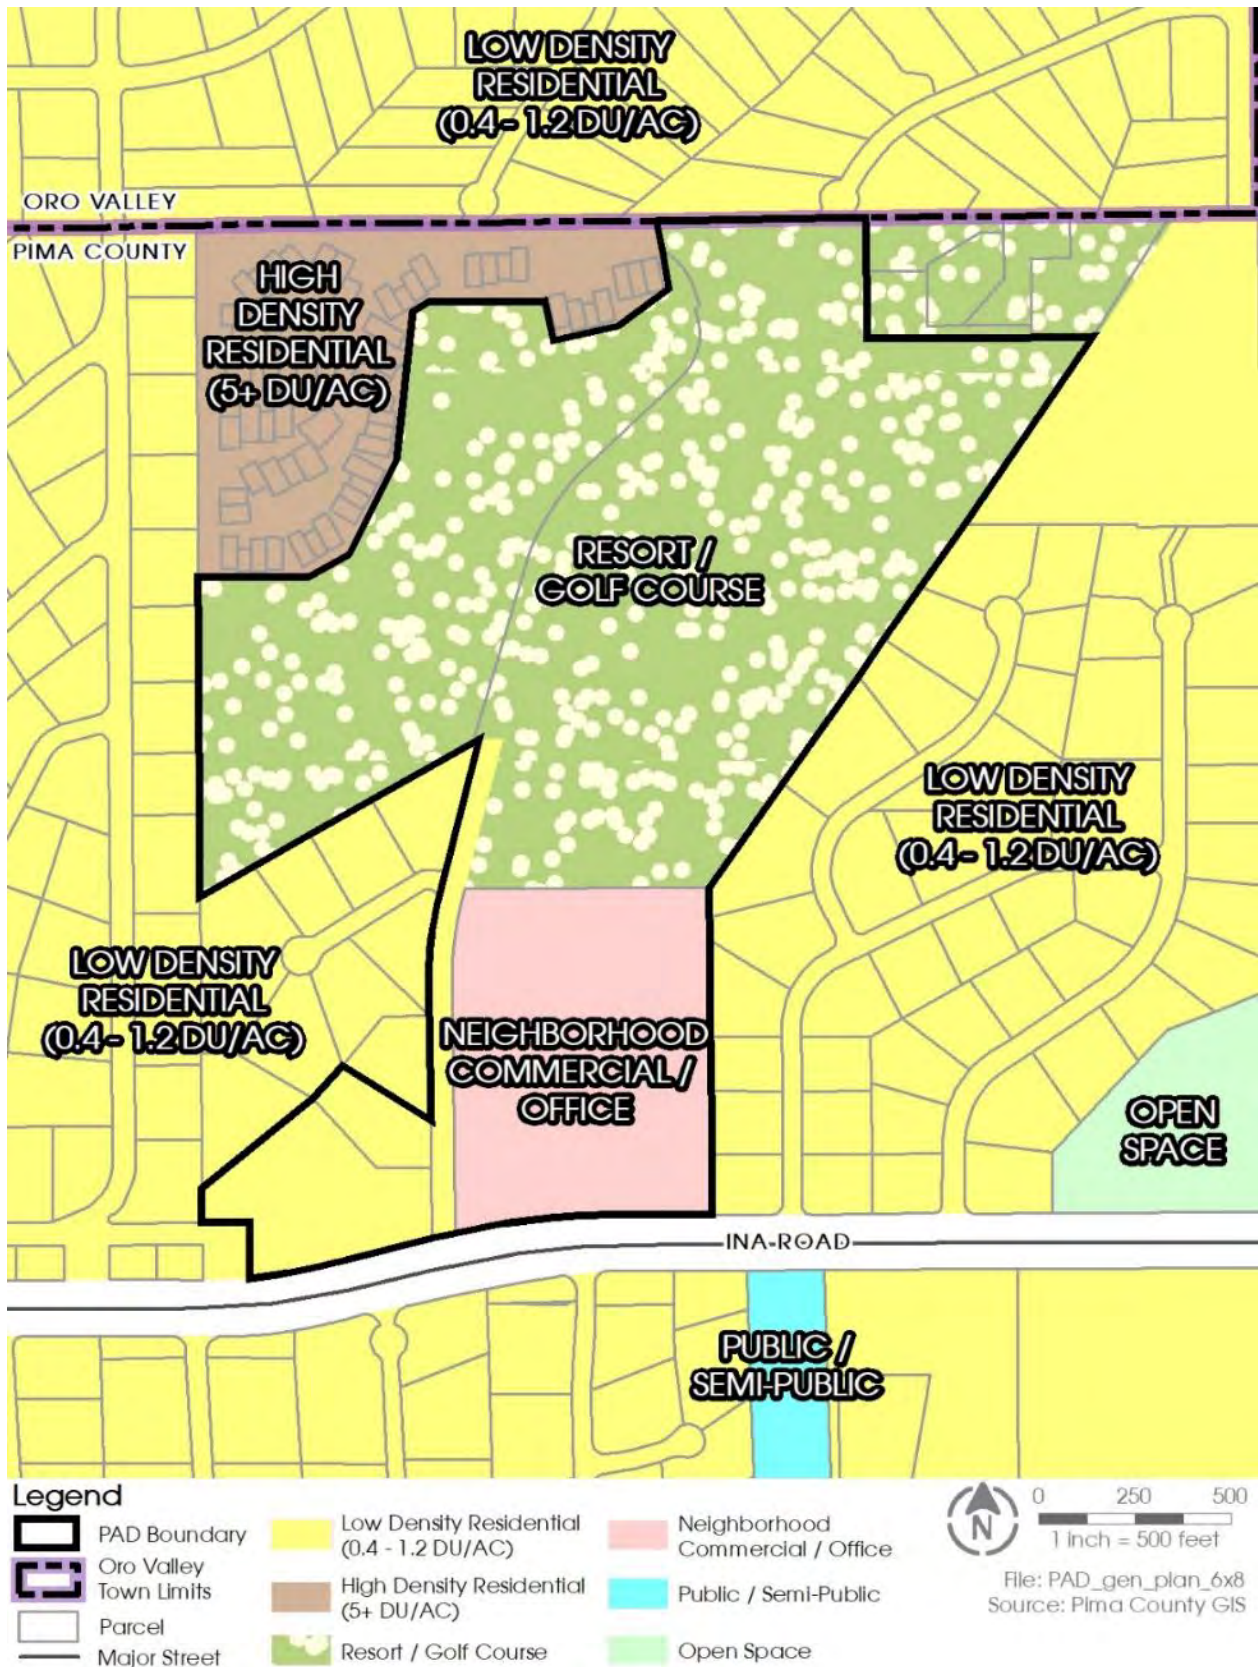 LOW DENSITY
RESIDENTIAL
(0.4 - 1.2 DU/AC)
ORO VALLEY
PIMA COUNTY
HIGH
DENSITY
RESIDENTIAL
(5+ DU/AC)
RESORT /
GOLF COURSE
LOW DENSITY
RESIDENTIAL
(0.4 - 1.2 DU/AC)
LOW DENSITY
RESIDENTIAL
(0.4 - 1.2 DU/AC)
NEIGHBORHOOD
COMMERCIAL /
OFFICE
OPEN
SPACE
INA ROAD
PUBLIC /
SEMI-PUBLIC
Legend
PAD Boundary
Oro Valley
Town Limits
Parcel
Major Street
Low Density Residential
(0.4 - 1.2 DU/AC)
High Density Residential
(5+ DU/AC)
Resort / Golf Course
Neighborhood
Commercial / Office
Public / Semi-Public
Open Space
N
0 250 500
1 inch = 500 feet
File: PAD_gen_plan_6x8
Source: Pima County GIS